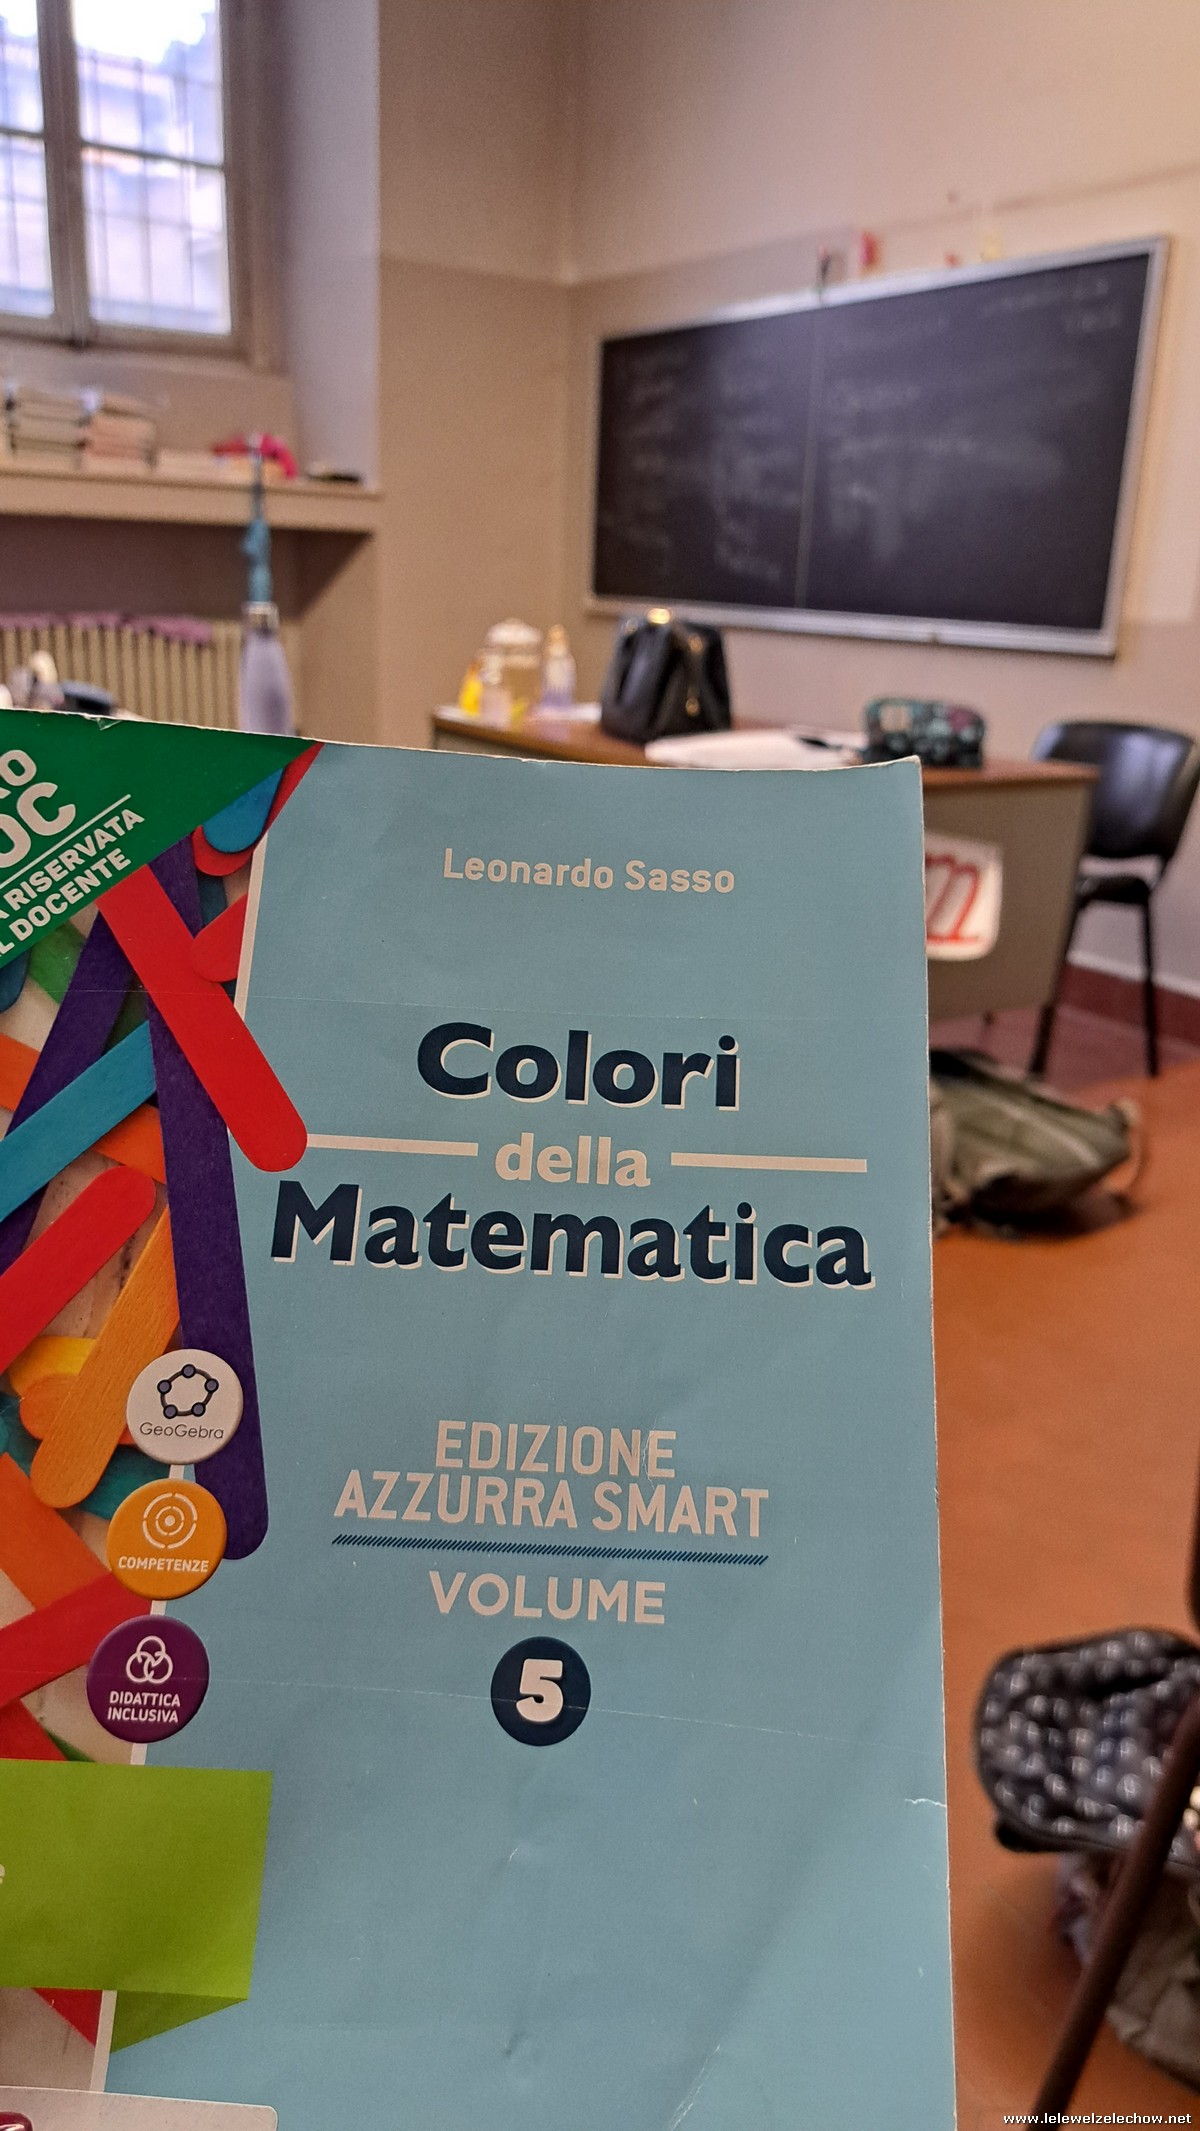 A RISERVATA
L DOCENTE
Leonardo Sasso
Colori
della
Matematica
GeoGebra
COMPETENZE
DIDATTICA
INCLUSIVA
EDIZIONE
AZZURRA SMART
VOLUME
5
www.lelewelzelechow.net